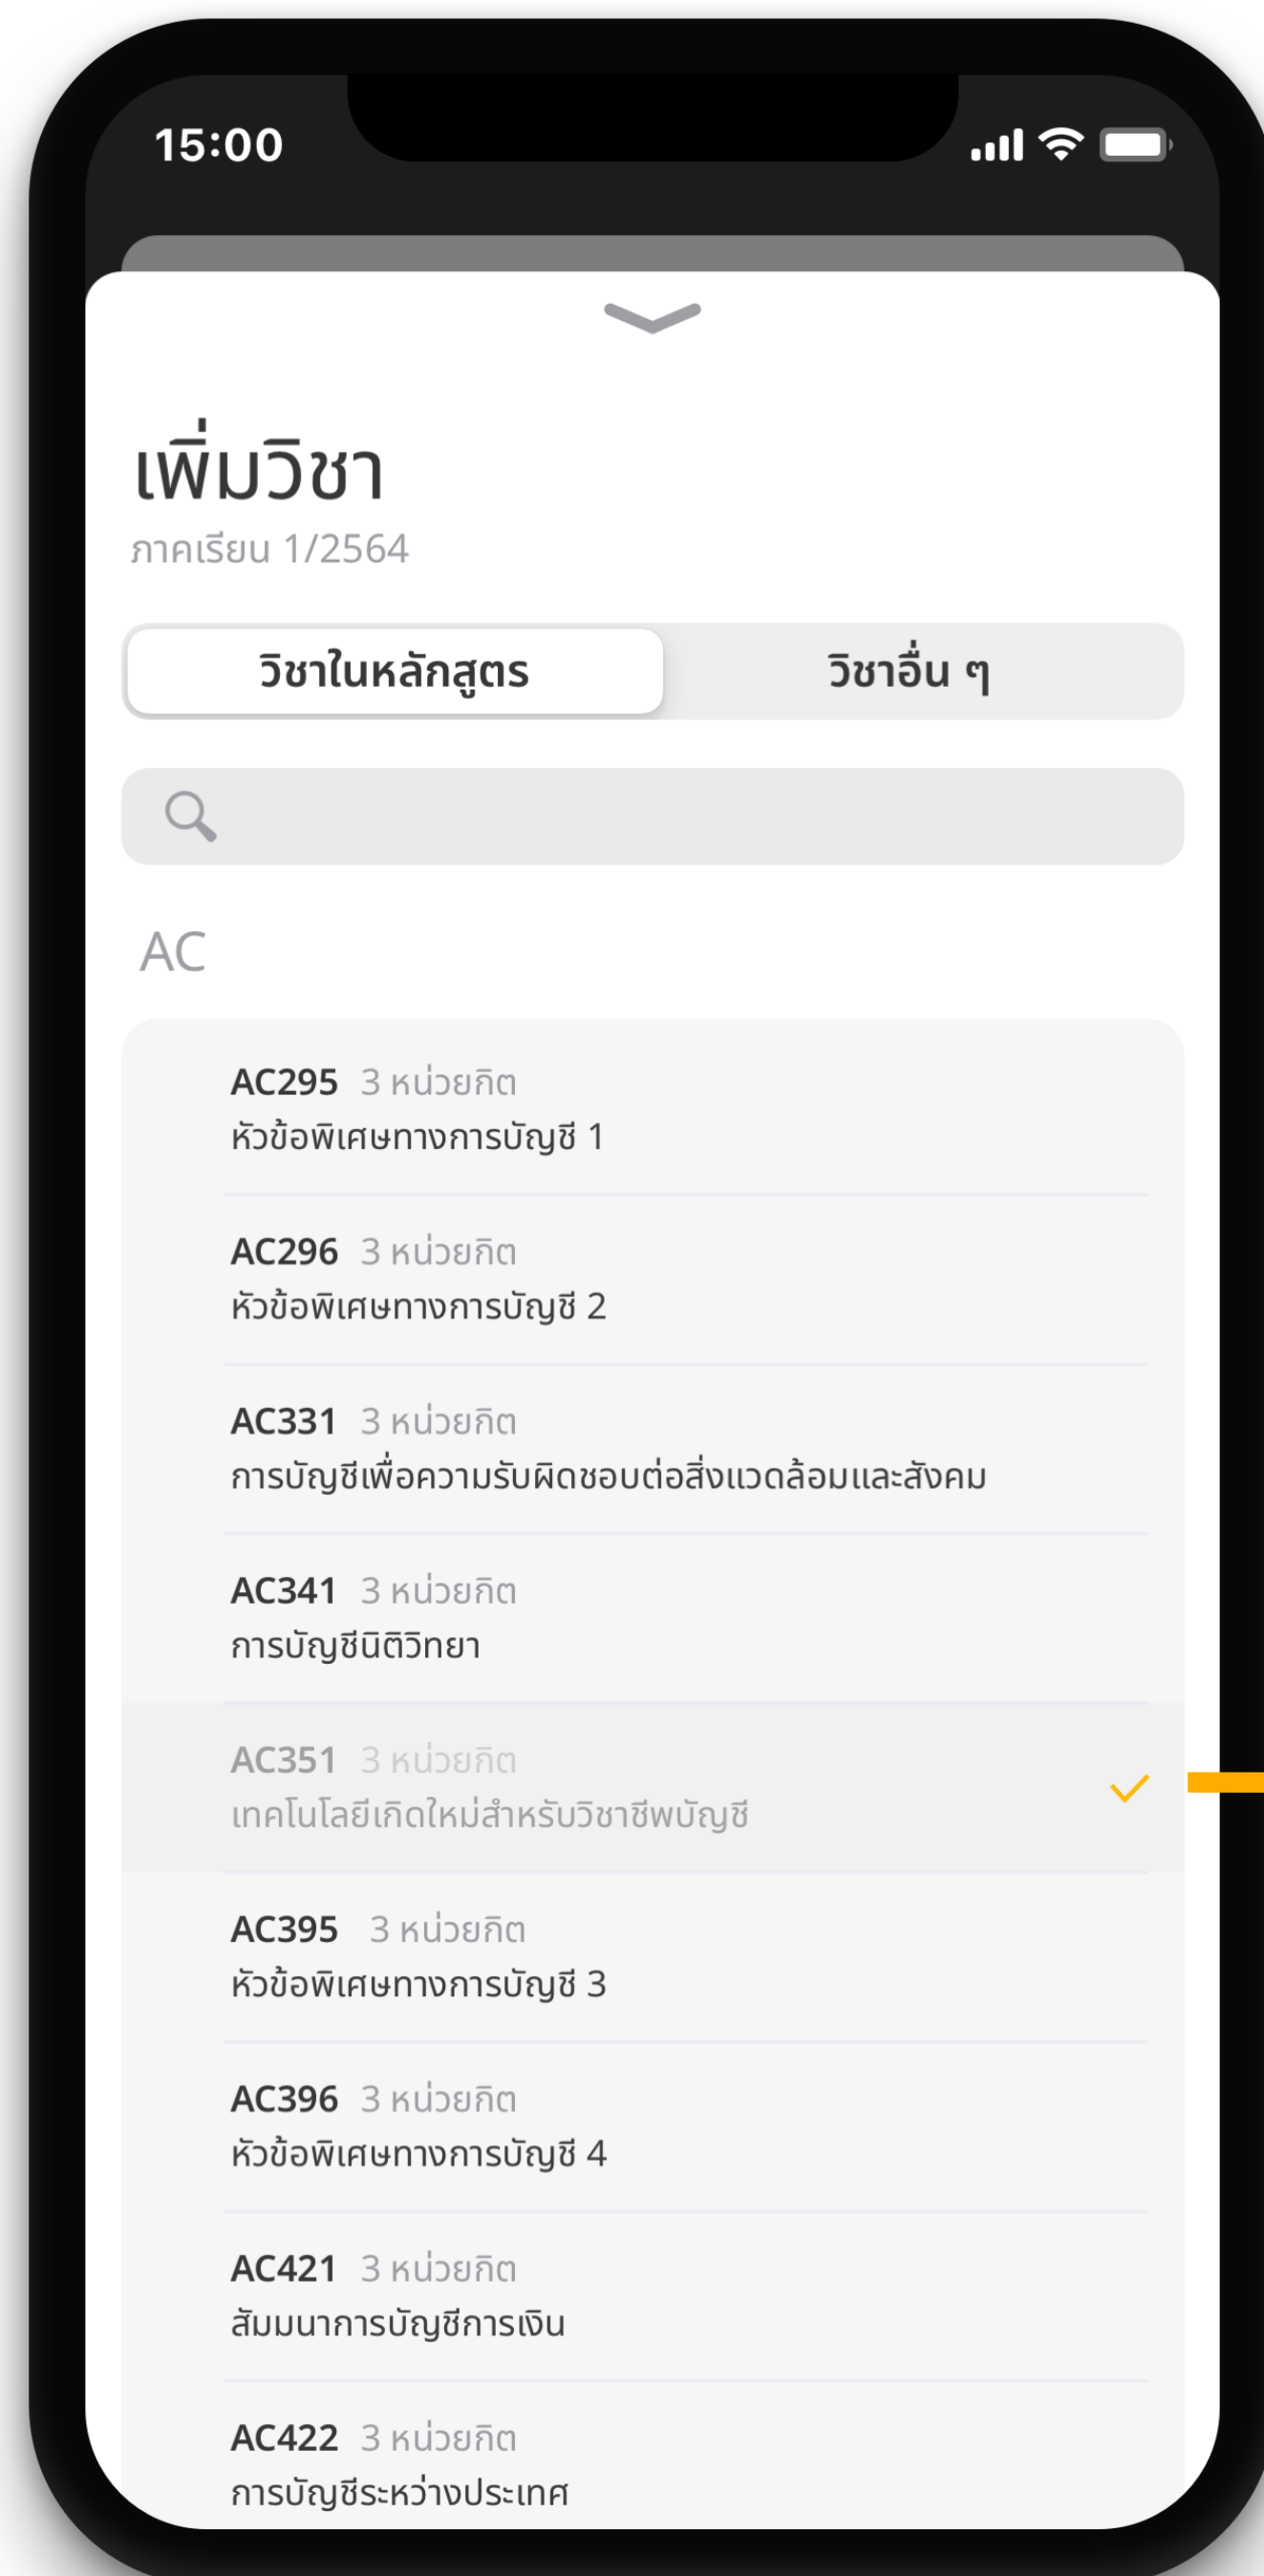 15:00
เพิ่มวิชา
ภาคเรียน 1/2564
วิชาในหลักสูตร
วิชาอื่น ๆ
AC
AC295 3 หน่วยกิต
หัวข้อพิเศษทางการบัญชี 1
AC296 3 หน่วยกิต
หัวข้อพิเศษทางการบัญชี 2
AC331 3 หน่วยกิต
การบัญชีเพื่อความรับผิดชอบต่อสิ่งแวดล้อมและสังคม
AC341 3 หน่วยกิต
การบัญชีนิติวิทยา
AC351 3 หน่วยกิต
เทคโนโลยีเกิดใหม่สำหรับวิชาชีพบัญชี
AC395 3 หน่วยกิต
หัวข้อพิเศษทางการบัญชี 3
AC396 3 หน่วยกิต
หัวข้อพิเศษทางการบัญชี 4
AC421 3 หน่วยกิต
สัมมนาการบัญชีการเงิน
AC422 3 หน่วยกิต
การบัญชีระหว่างประเทศ